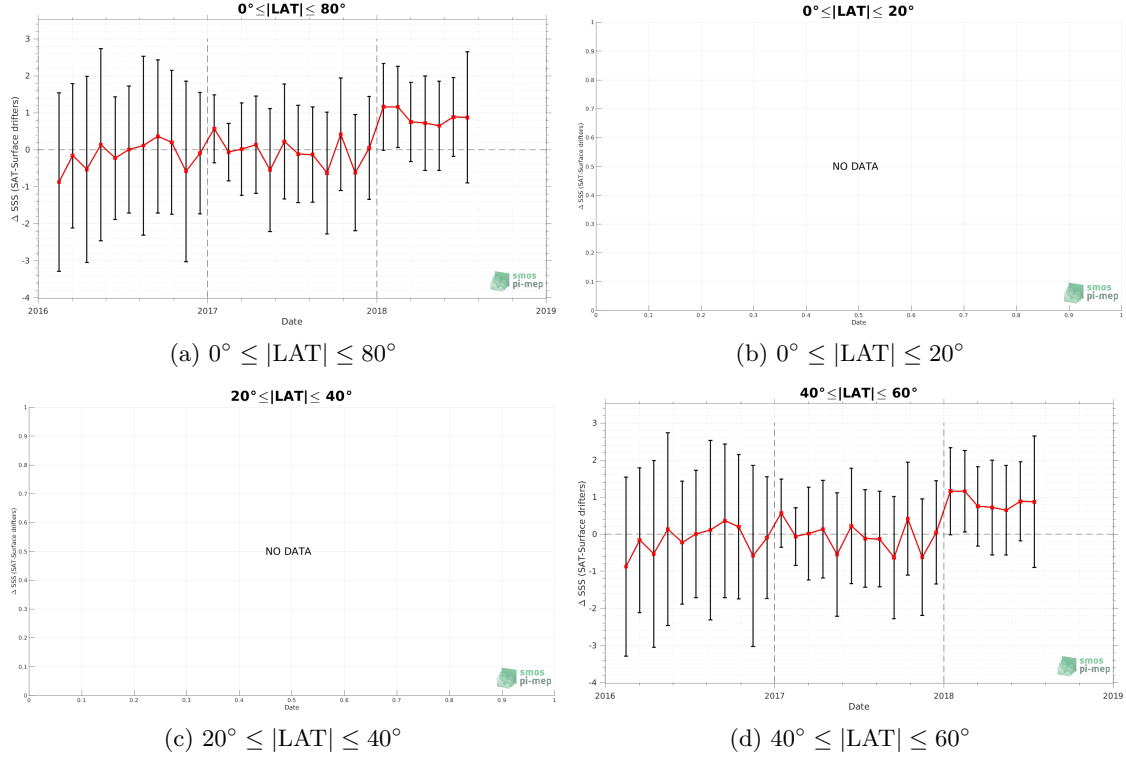 0°≤|LAT|≤ 80°
3
2
1
0
-1
-2
-3
-4
Δ SSS (SAT-Surface drifters)
smos
pi-mep
2016
2017
2018
2019
Date
(a) 0° ≤ |LAT| ≤ 80°
0°≤|LAT|≤ 20°
1
0.9
0.8
0.7
0.6
0.5
0.4
0.3
0.2
0.1
0
Δ SSS (SAT-Surface drifters)
NO DATA
smos
pi-mep
0 0.1 0.2 0.3 0.4 0.5 0.6 0.7 0.8 0.9 1
Date
(b) 0° ≤ |LAT| ≤ 20°
20°≤|LAT|≤ 40°
1
0.9
0.8
0.7
0.6
0.5
0.4
0.3
0.2
0.1
0
Δ SSS (SAT-Surface drifters)
NO DATA
smos
pi-mep
0 0.1 0.2 0.3 0.4 0.5 0.6 0.7 0.8 0.9 1
Date
(c) 20° ≤ |LAT| ≤ 40°
40°≤|LAT|≤ 60°
3
2
1
0
-1
-2
-3
-4
Δ SSS (SAT-Surface drifters)
smos
pi-mep
2016
2017
2018
2019
Date
(d) 40° ≤ |LAT| ≤ 60°